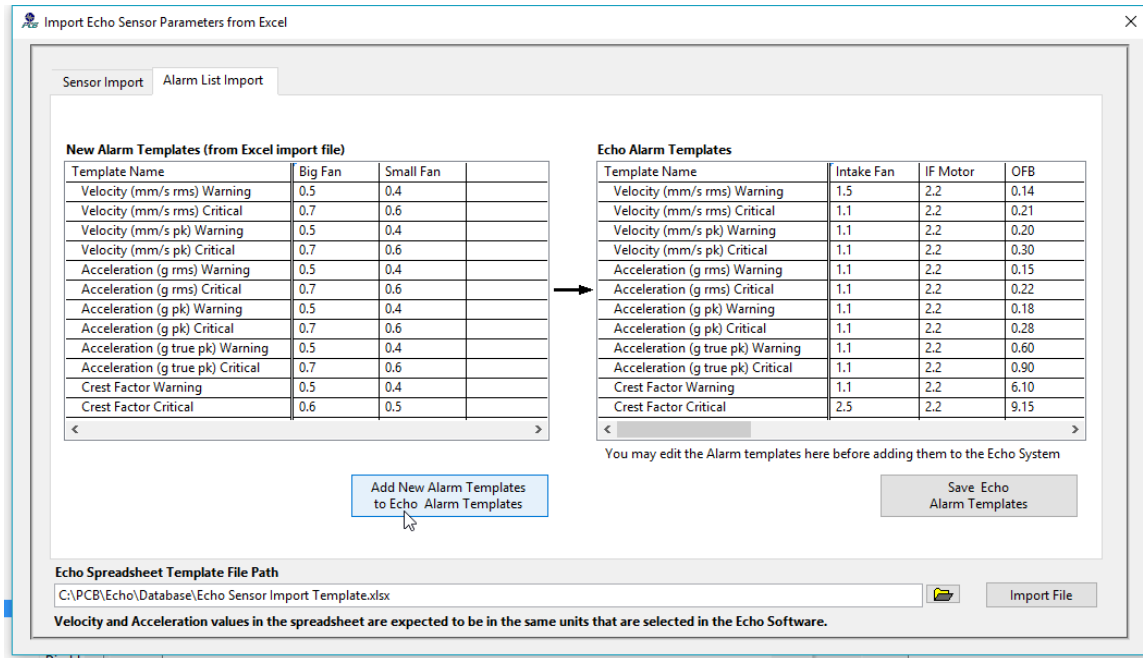 PCB Import Echo Sensor Parameters from Excel
Sensor Import Alarm List Import
New Alarm Templates (from Excel import file)
Template Name Big Fan Small Fan
Velocity (mm/s rms) Warning 0.5 0.4
Velocity (mm/s rms) Critical 0.7 0.6
Velocity (mm/s pk) Warning 0.5 0.4
Velocity (mm/s pk) Critical 0.7 0.6
Acceleration (g rms) Warning 0.5 0.4
Acceleration (g rms) Critical 0.7 0.6
Acceleration (g pk) Warning 0.5 0.4
Acceleration (g pk) Critical 0.7 0.6
Acceleration (g true pk) Warning 0.5 0.4
Acceleration (g true pk) Critical 0.7 0.6
Crest Factor Warning 0.5 0.4
Crest Factor Critical 0.6 0.5
Add New Alarm Templates
to Echo Alarm Templates
Echo Alarm Templates
Template Name Intake Fan IF Motor OFB
Velocity (mm/s rms) Warning 1.5 2.2 0.14
Velocity (mm/s rms) Critical 1.1 2.2 0.21
Velocity (mm/s pk) Warning 1.1 2.2 0.20
Velocity (mm/s pk) Critical 1.1 2.2 0.30
Acceleration (g rms) Warning 1.1 2.2 0.15
Acceleration (g rms) Critical 1.1 2.2 0.22
Acceleration (g pk) Warning 1.1 2.2 0.18
Acceleration (g pk) Critical 1.1 2.2 0.28
Acceleration (g true pk) Warning 1.1 2.2 0.60
Acceleration (g true pk) Critical 1.1 2.2 0.90
Crest Factor Warning 1.1 2.2 6.10
Crest Factor Critical 2.5 2.2 9.15
You may edit the Alarm templates here before adding them to the Echo System
Save Echo
Alarm Templates
Echo Spreadsheet Template File Path
C:\PCB\Echo\Database\Echo Sensor Import Template.xlsx
Import File
Velocity and Acceleration values in the spreadsheet are expected to be in the same units that are selected in the Echo Software.